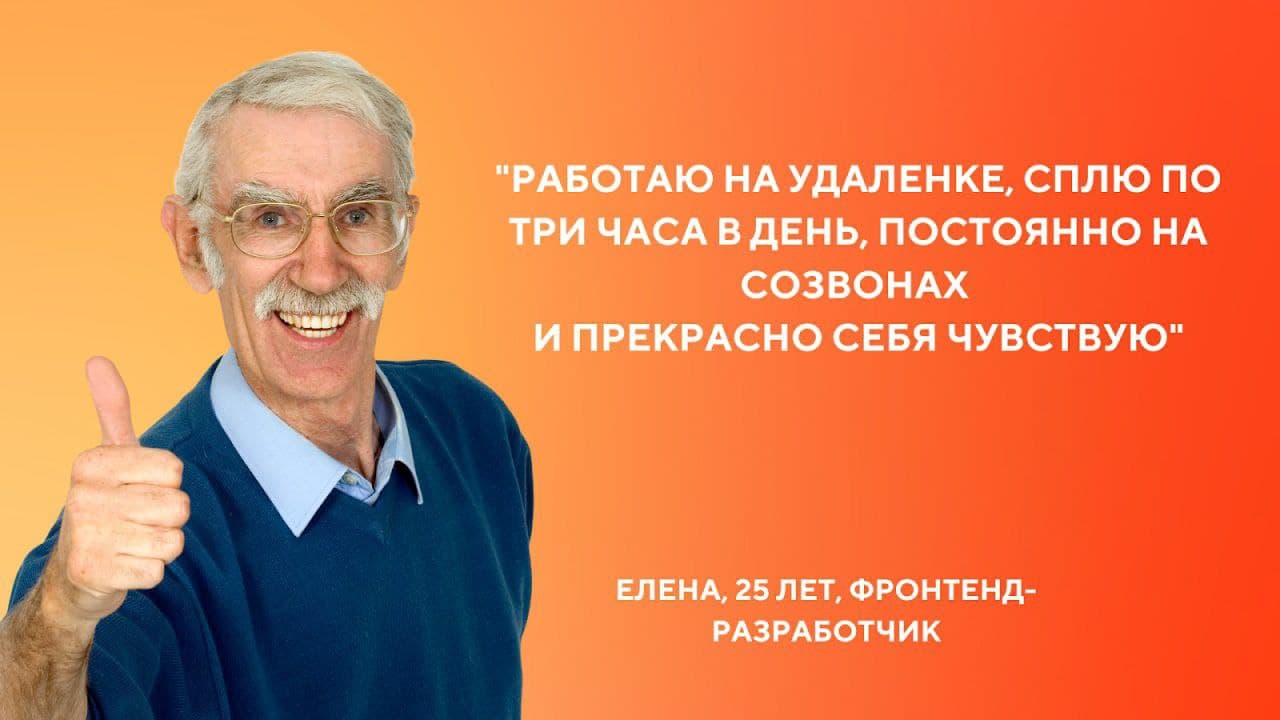 "РАБОТАЮ НА УДАЛЕНКЕ, СПЛЮ ПО
ТРИ ЧАСА В ДЕНЬ, ПОСТОЯННО НА
СОЗВОНАХ
И ПРЕКРАСНО СЕБЯ ЧУВСТВУЮ"
ЕЛЕНА, 25 ЛЕТ, ФРОНТЕНД-
РАЗРАБОТЧИК